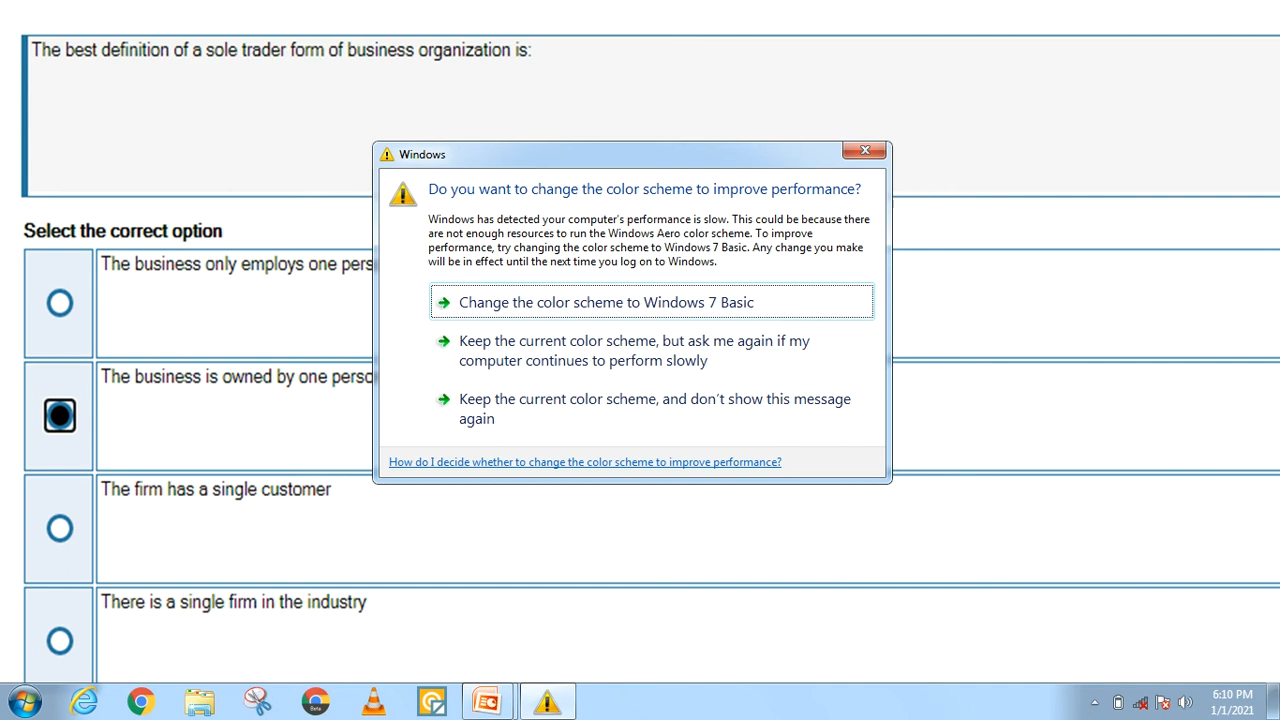 The best definition of a sole trader form of business organization is:
Windows
Do you want to change the color scheme to improve performance?
Windows has detected your computer's performance is slow. This could be because there
are not enough resources to run the Windows Aero color scheme. To improve
performance, try changing the color scheme to Windows 7 Basic. Any change you make
will be in effect until the next time you log on to Windows.
Change the color scheme to Windows 7 Basic
Keep the current color scheme, but ask me again if my
computer continues to perform slowly
Keep the current color scheme, and don't show this message
again
How do I decide whether to change the color scheme to improve performance?
Select the correct option
The business only employs one
The business is owned by one
The firm has a single customer
There is a single firm in the industry
Beta
6:10 PM
1/1/2021